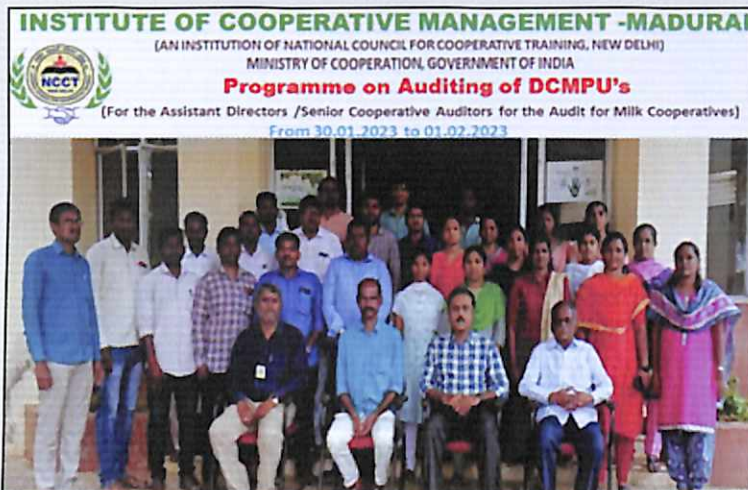 INSTITUTE OF COOPERATIVE MANAGEMENT -MADURAI
(AN INSTITUTION OF NATIONAL COUNCIL FOR COOPERATIVE TRAINING, NEW DELHI)
MINISTRY OF COOPERATION, GOVERNMENT OF INDIA
NCCT
Programme on Auditing of DCMPU's
(For the Assistant Directors /Senior Cooperative Auditors for the Audit for Milk Cooperatives)
From 30.01.2023 to 01.02.2023